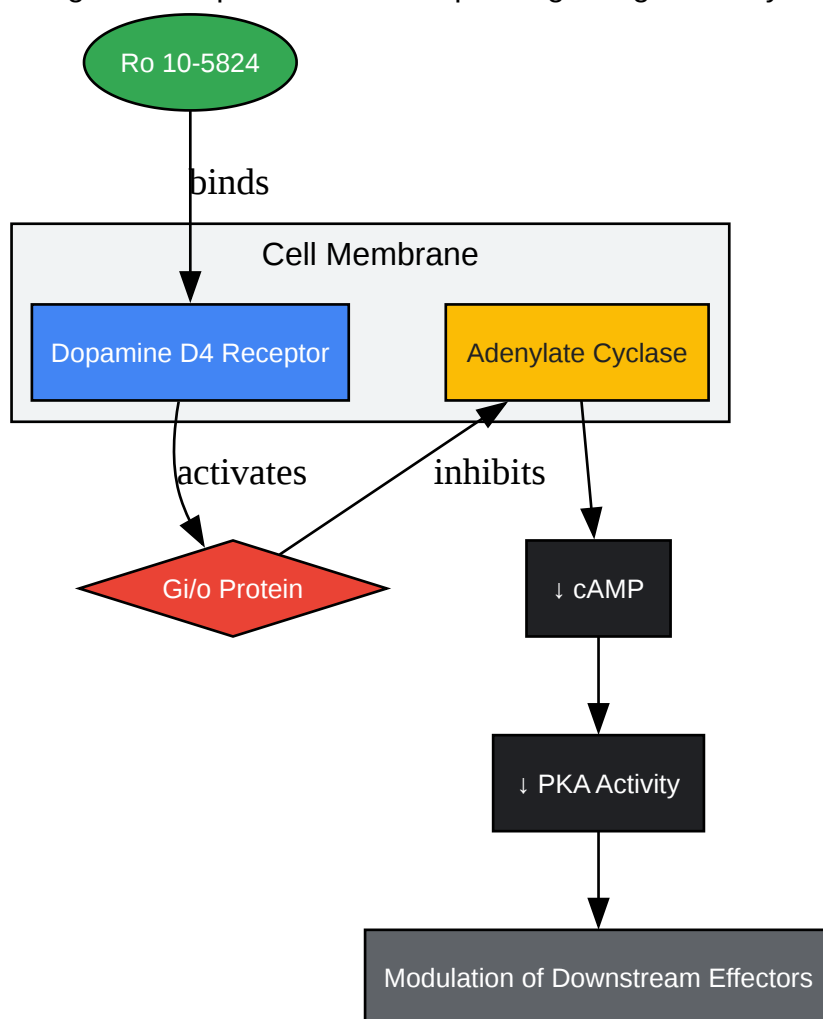 Ro 10-5824
binds
Cell Membrane
Dopamine D4 Receptor
Adenylate Cyclase
activates
inhibits
Gi/o Protein
↓ cAMP
↓ PKA Activity
Modulation of Downstream Effectors